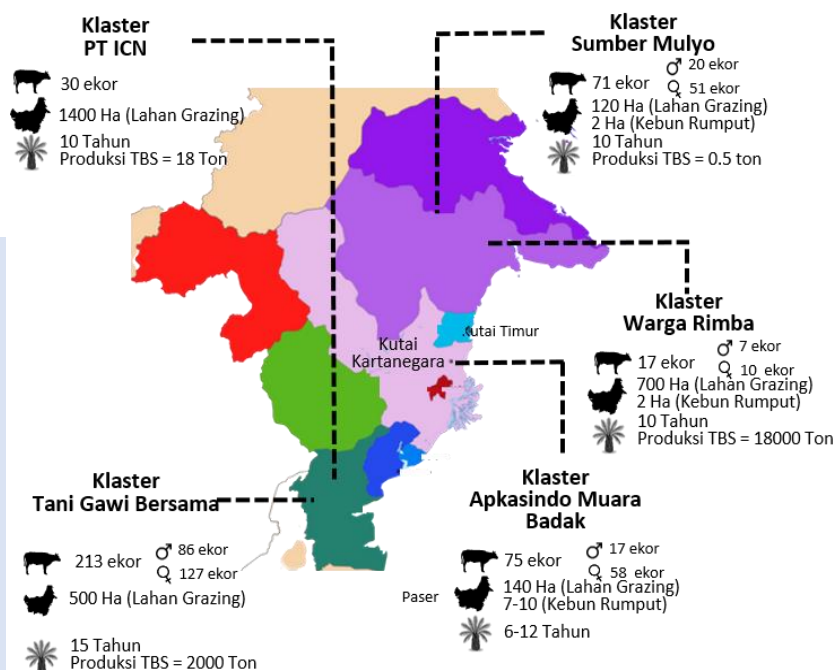 Klaster
PT ICN
30 ekor
1400 Ha (Lahan Grazing)
10 Tahun
Produksi TBS = 18 Ton
Klaster
Sumber Mulyo
71 ekor
♂ 20 ekor
♀ 51 ekor
120 Ha (Lahan Grazing)
2 Ha (Kebun Rumput)
10 Tahun
Produksi TBS = 0.5 ton
Klaster
Warga Rimba
17 ekor
♂ 7 ekor
♀ 10 ekor
700 Ha (Lahan Grazing)
2 Ha (Kebun Rumput)
10 Tahun
Produksi TBS = 18000 Ton
Kutai Timur
Kutai
Kartanegara
Klaster
Tani Gawi Bersama
213 ekor
♂ 86 ekor
♀ 127 ekor
500 Ha (Lahan Grazing)
15 Tahun
Produksi TBS = 2000 Ton
Paser
Klaster
Apkasindo Muara
Badak
75 ekor
♂ 17 ekor
♀ 58 ekor
140 Ha (Lahan Grazing)
7-10 (Kebun Rumput)
6-12 Tahun